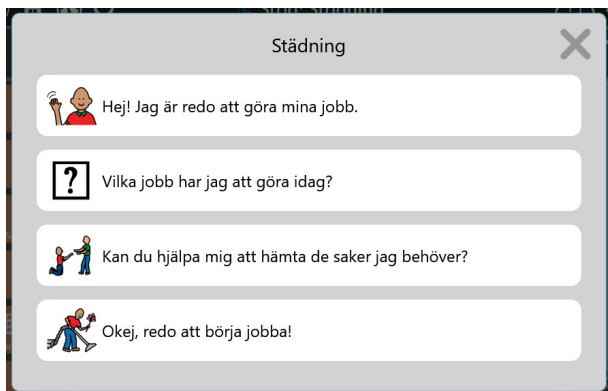 Städning
Hej! Jag är redo att göra mina jobb.
?
Vilka jobb har jag att göra idag?
Kan du hjälpa mig att hämta de saker jag behöver?
Okej, redo att börja jobba!